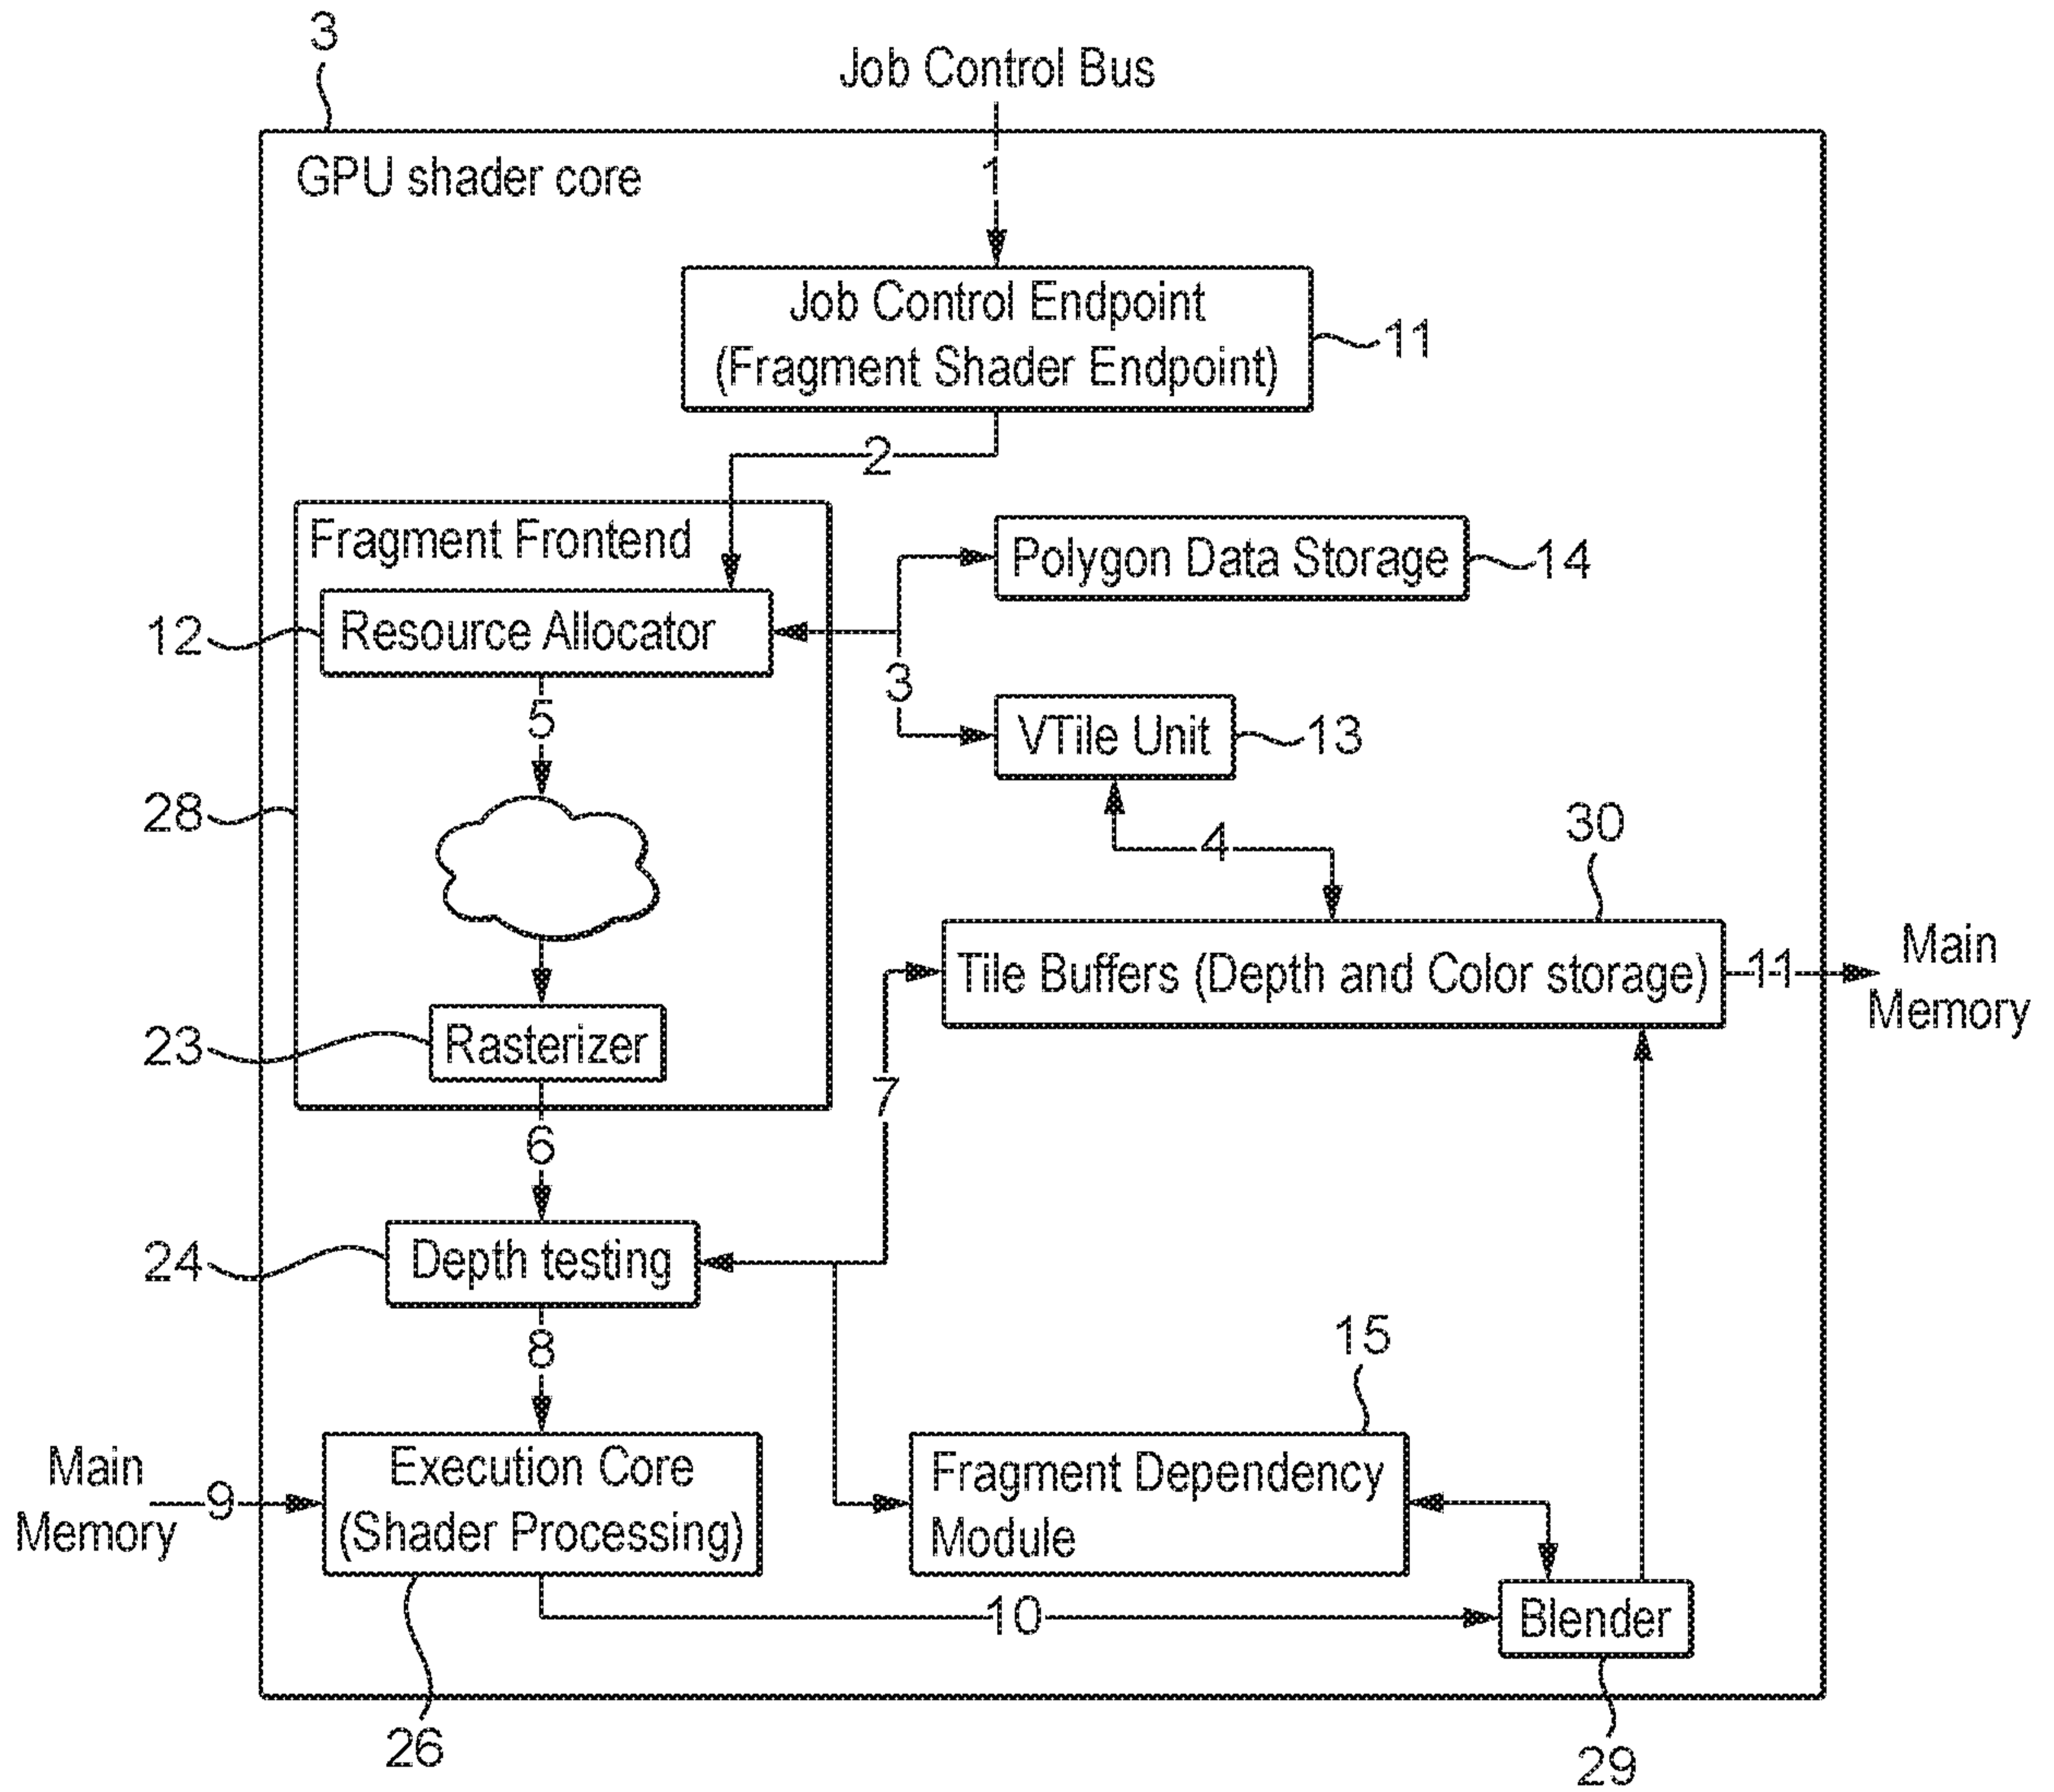 3
Job Control Bus
GPU shader core
1
Job Control Endpoint
(Fragment Shader Endpoint)
11
2
Fragment Frontend
Polygon Data Storage
14
12
Resource Allocator
3
5
VTile Unit
13
28
4
30
Tile Buffers (Depth and Color storage)
11
Main
Memory
23
Rasterizer
7
6
24
Depth testing
8
15
Main
Memory
9
Execution Core
(Shader Processing)
Fragment Dependency
Module
10
Blender
26
29